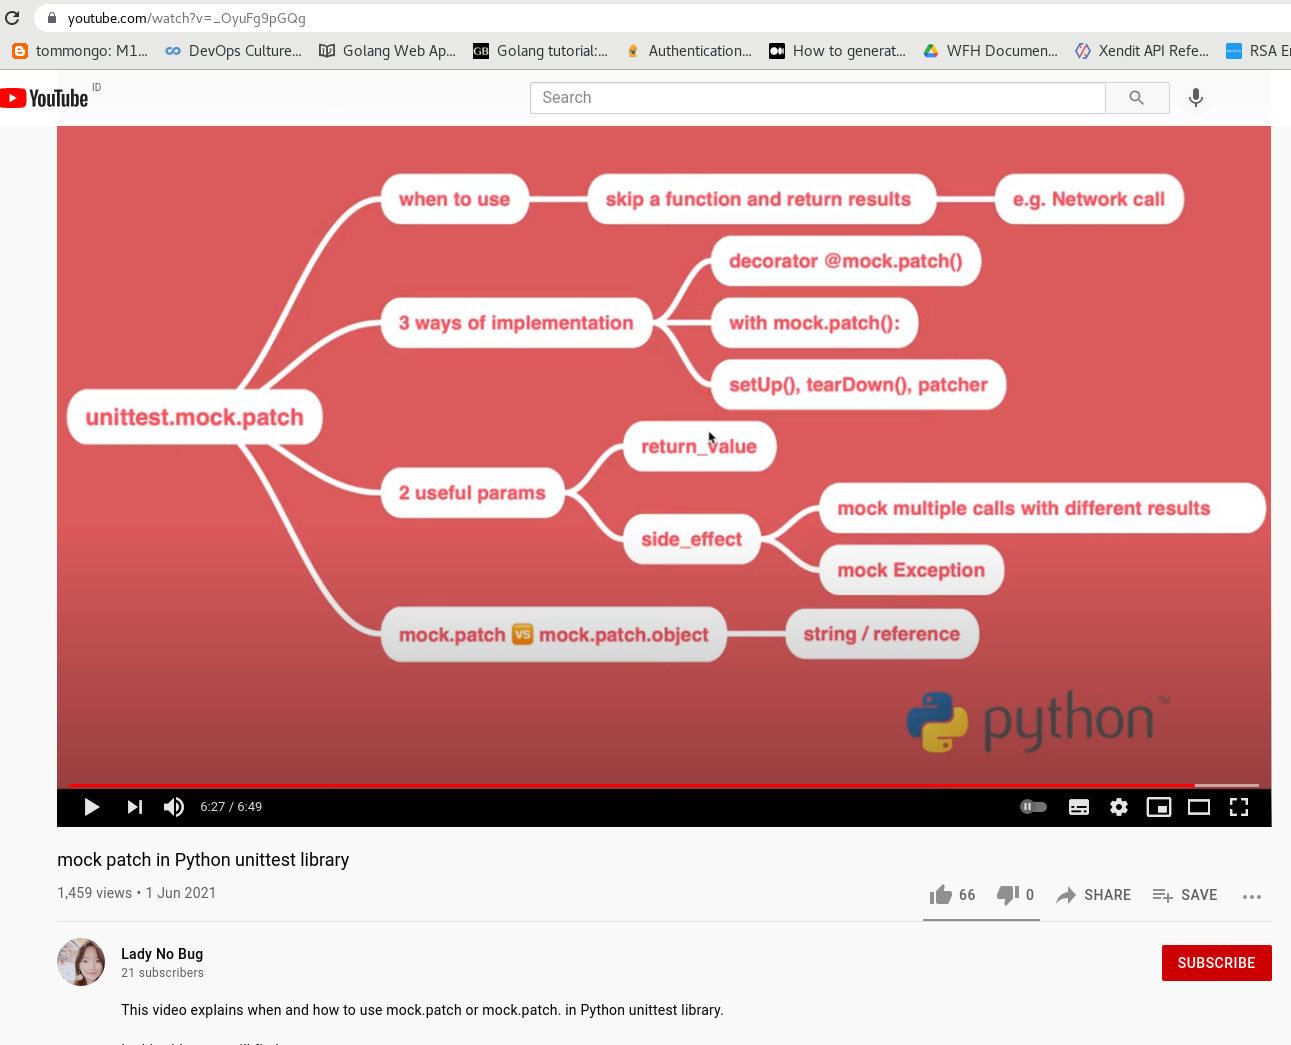 youtube.com/watch?v=_OyuFg9pGQg
tommongo: M1... DevOps Culture... Golang Web Ap... GB Golang tutorial:... Authentication... How to generat... WFH Documen... Xendit API Refe... RSA E
YouTube ID
Search
when to use
skip a function and return results
e.g. Network call
decorator @mock.patch()
3 ways of implementation
with mock.patch():
setUp(), tearDown(), patcher
unittest.mock.patch
return_value
2 useful params
mock multiple calls with different results
side_effect
mock Exception
mock.patch VS mock.patch.object
string / reference
python™
6:27 / 6:49
mock patch in Python unittest library
1,459 views • 1 Jun 2021
66 0 SHARE SAVE
Lady No Bug
21 subscribers
SUBSCRIBE
This video explains when and how to use mock.patch or mock.patch. in Python unittest library.